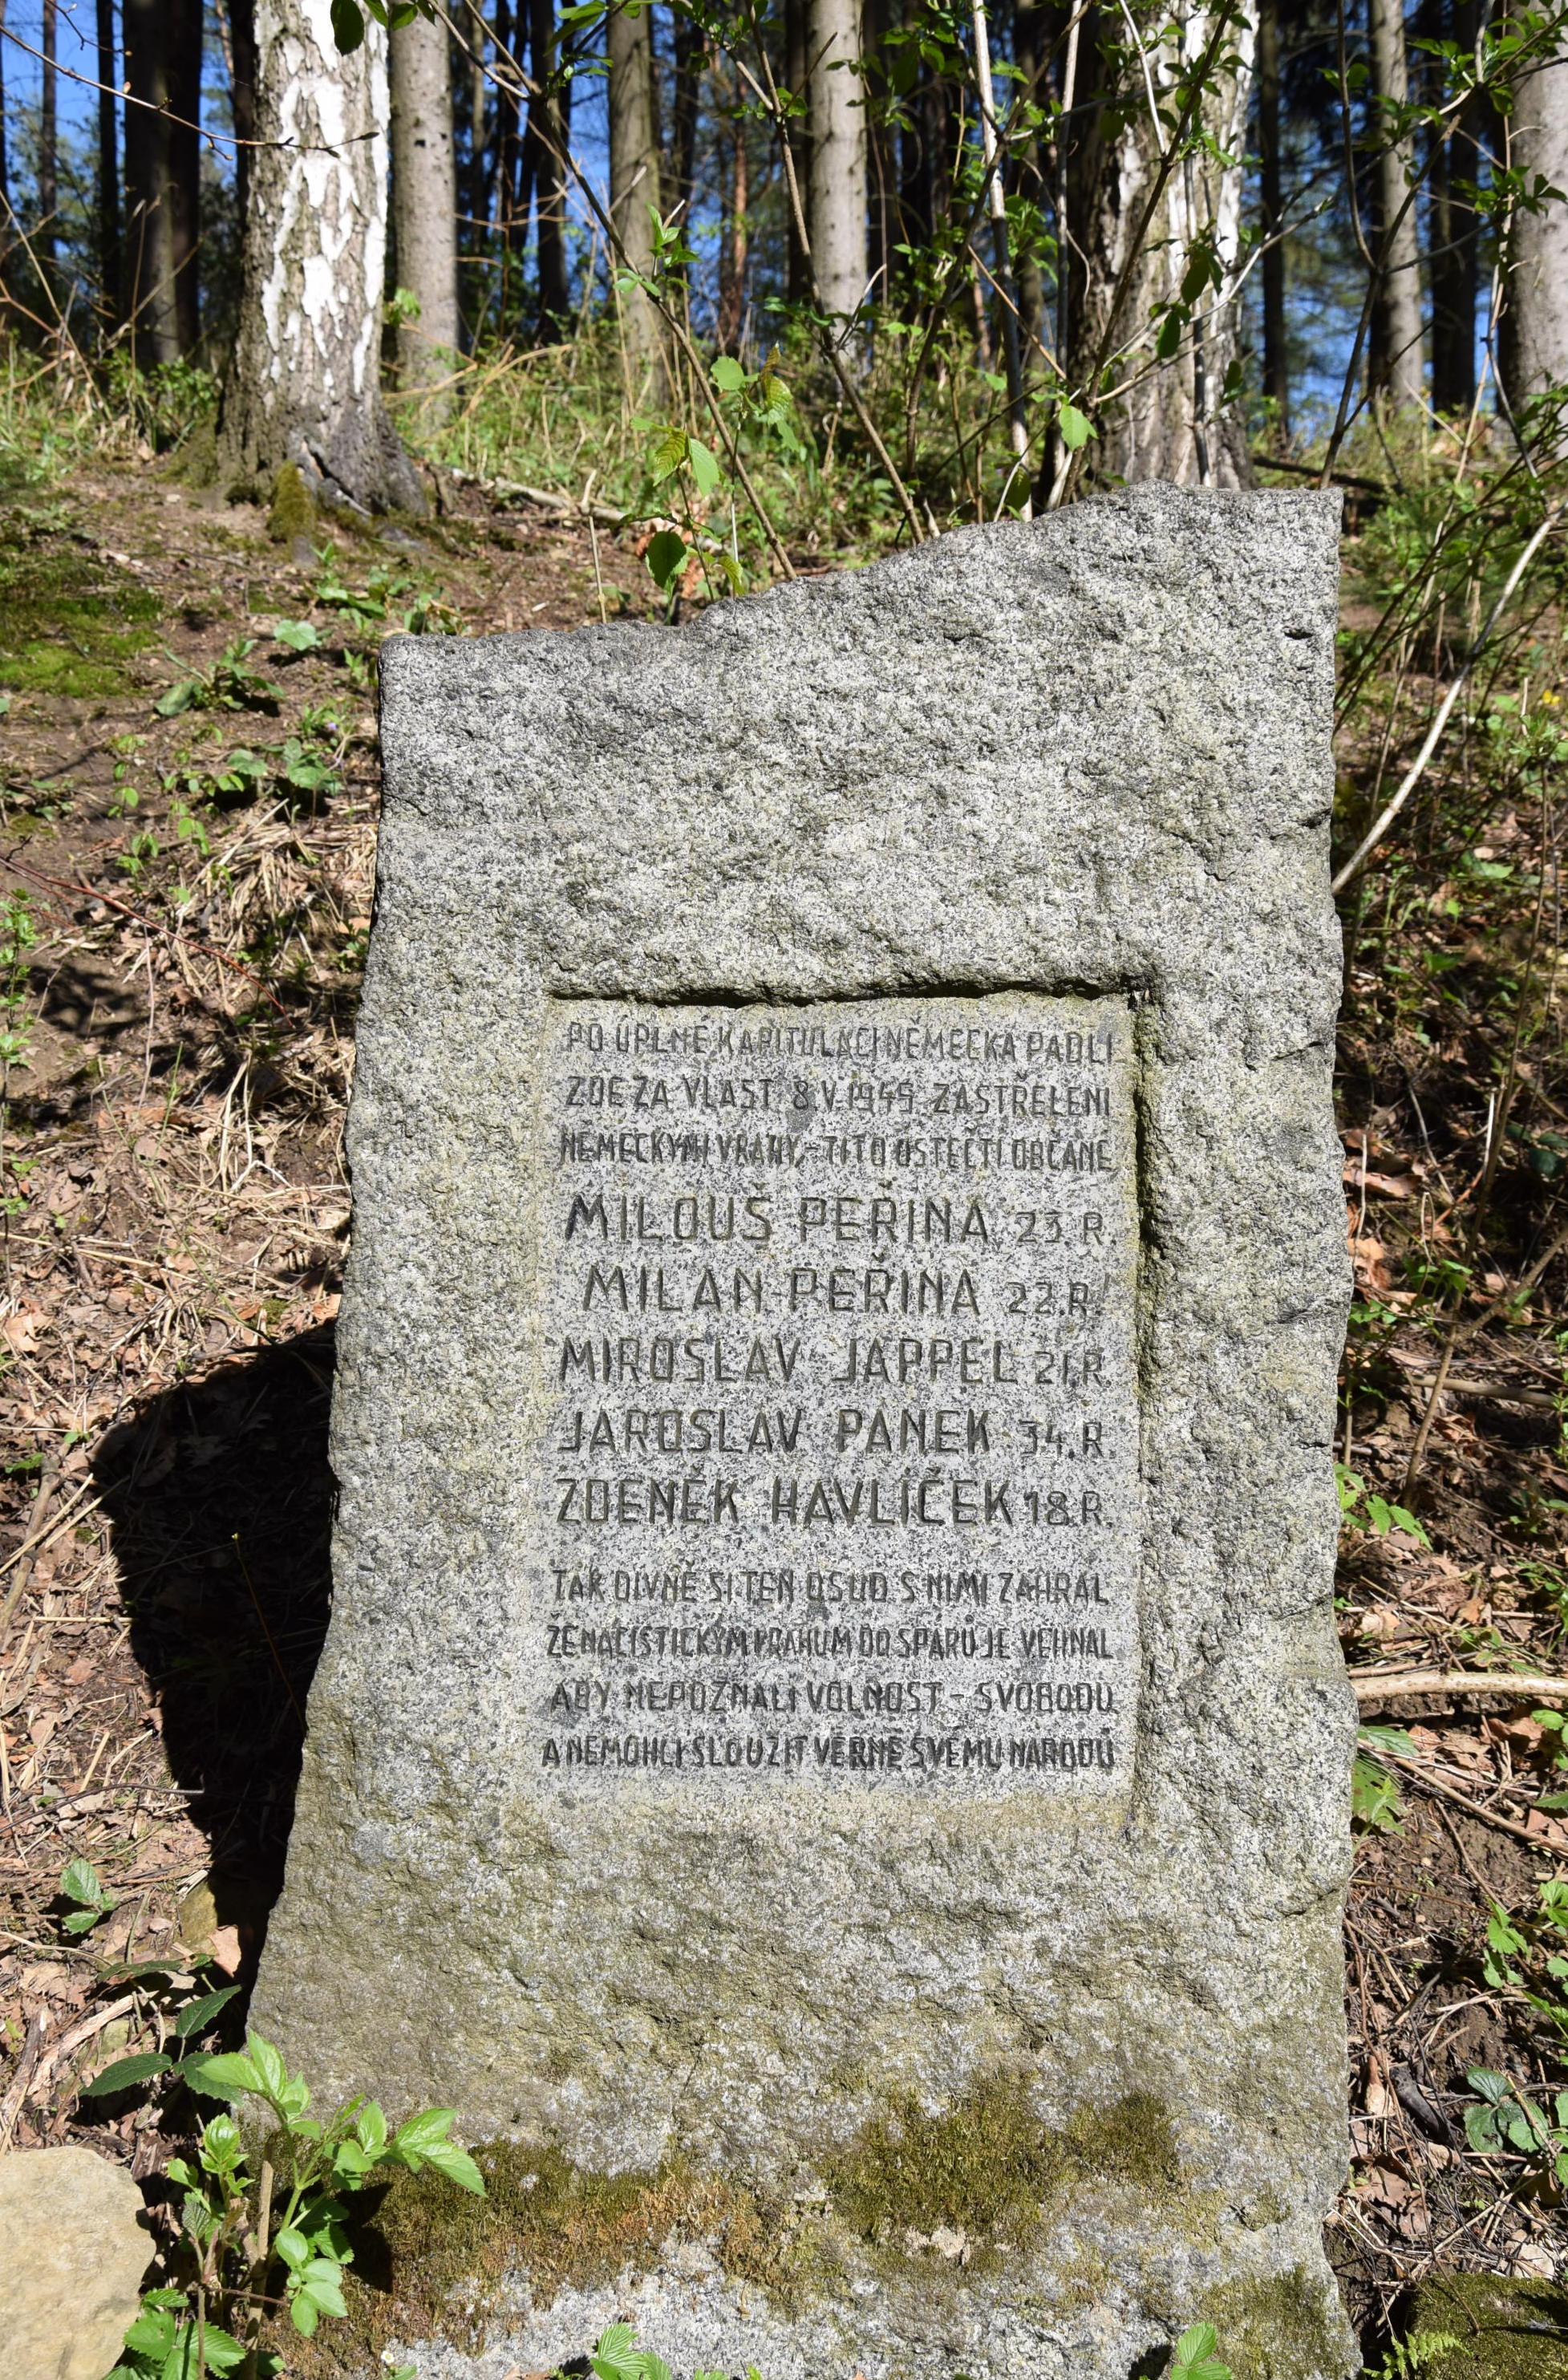 PO ÚPLNÉ KAPITULACI NĚMECKA PADLI
ZDE ZA VLAST 8.V.1945 ZASTŘELENI
NĚMECKÝMI VRAHY,-TITO ÚSTEČTÍ OBČANÉ
MILOUŠ PEŘINA 23.R.
MILAN PEŘINA 22.R.
MIROSLAV JAPPEL 21.R.
JAROSLAV PÁNEK 34.R.
ZDENĚK HAVLÍČEK 18.R.
TAK DIVNĚ SI TEN OSUD S NIMI ZAHRÁL
ŽE NACISTICKÝM VRAHUM DO SPÁRŮ JE VEHNAL
ABY NEPOZNALI VOLNOST - SVOBODU
A NEMOHLI SLOUŽIT VĚRNĚ SVÉMU NÁRODU